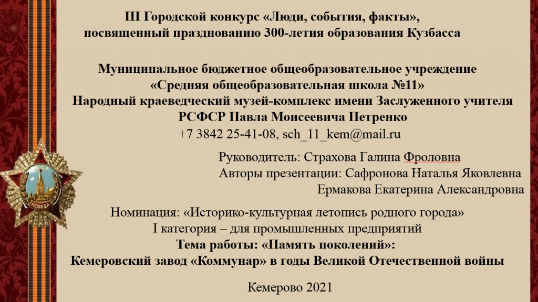 III Городской конкурс «Люди, события, факты»,
посвященный празднованию 300-летия образования Кузбасса
Муниципальное бюджетное общеобразовательное учреждение
«Средняя общеобразовательная школа №11»
Народный краеведческий музей-комплекс имени Заслуженного учителя
РСФСР Павла Моисеевича Петренко
+7 3842 25-41-08, sch_11_kem@mail.ru
Руководитель: Страхова Галина Фроловна
Авторы презентации: Сафронова Наталья Яковлевна
Ермакова Екатерина Александровна
Номинация: «Историко-культурная летопись родного города»
I категория – для промышленных предприятий
Тема работы: «Память поколений»:
Кемеровский завод «Коммунар» в годы Великой Отечественной войны
Кемерово 2021